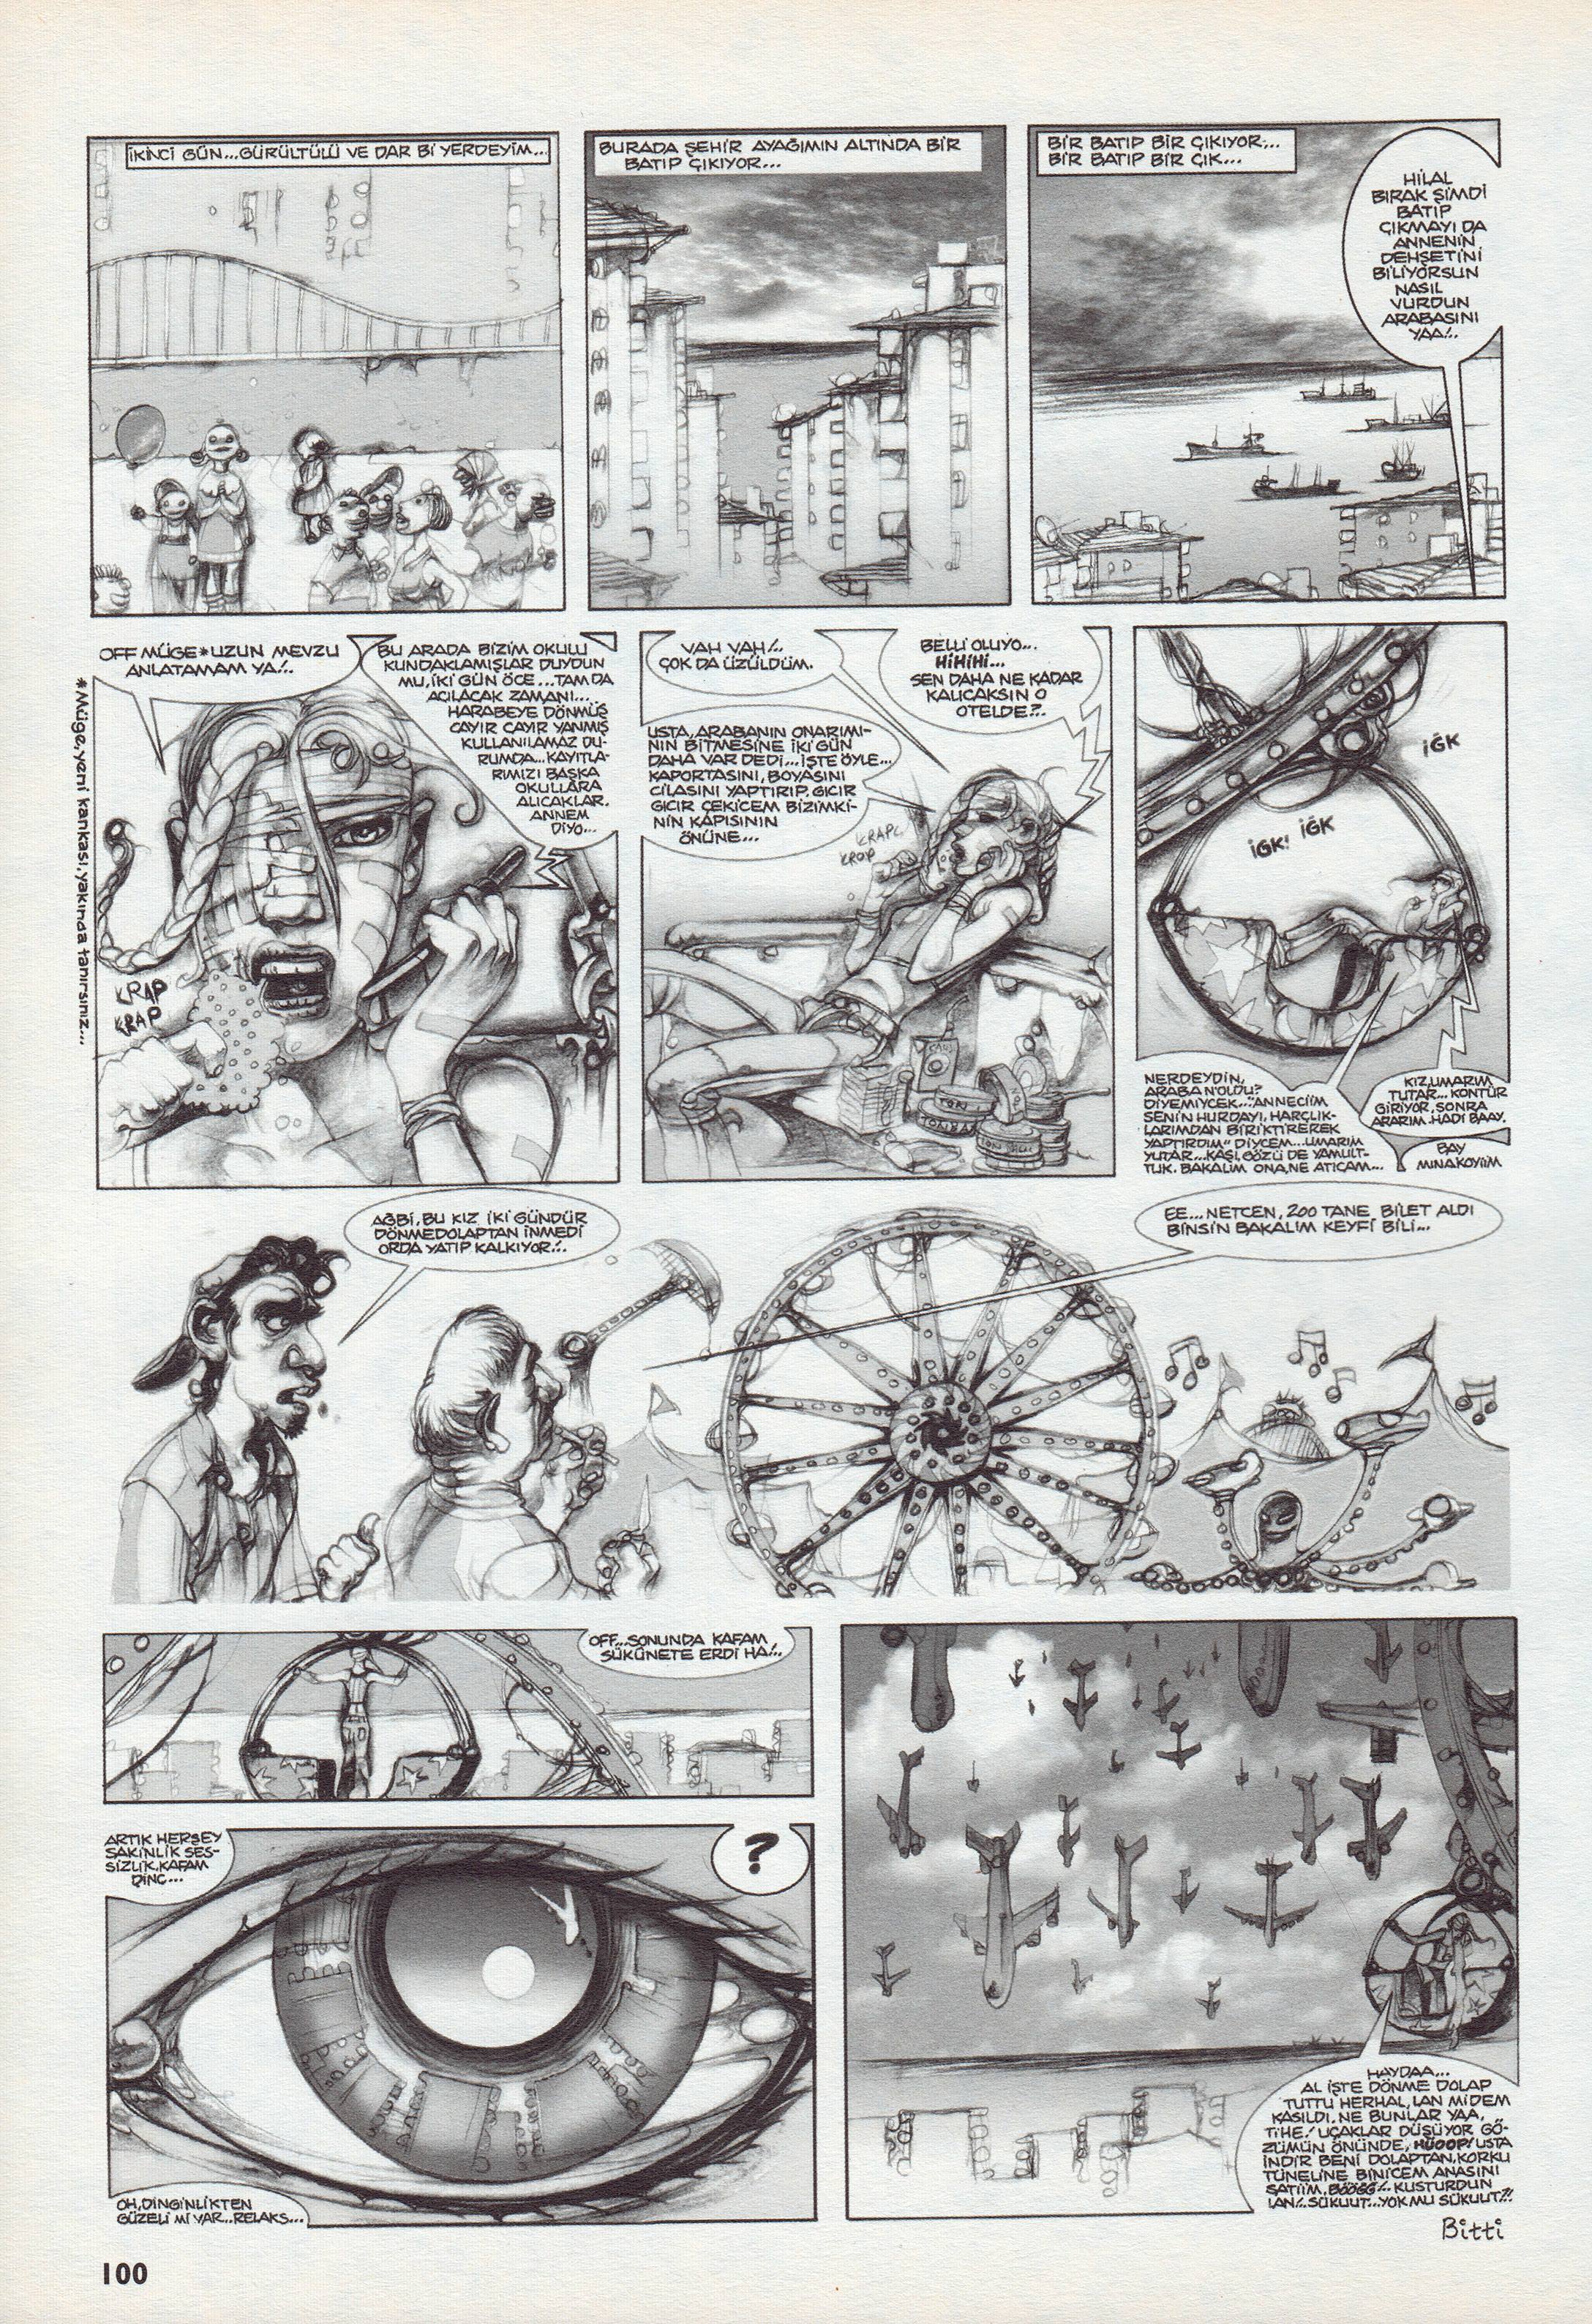 İKİNCİ GÜN...GÜRÜLTÜLÜ VE DAR Bİ YERDEYİM...
BURADA ŞEHİR AYAĞIMIN ALTINDA BİR
BATIP ÇIKIYOR...
BİR BATIP BİR ÇIKIYOR...
BİR BATIP BİR ÇIK...
HİLAL
BIRAK ŞİMDİ
BATIP
ÇIKMAYI DA
ANNENİN
DEHŞETİNİ
BİLİYORSUN
NASIL
VURDUN
ARABASINI
YAA!..
OFF MÜGE*UZUN MEVZU
ANLATAMAM YA!..
BU ARADA BİZİM OKULU
KUNDAKLAMIŞLAR DUYDUN
MU, İKİ GÜN ÖCE...TAM DA
AÇILACAK ZAMANI...
HARABEYE DÖNMÜŞ
CAYIR CAYIR YANMIŞ
KULLANILAMAZ DU-
RUMDA...KAYITLA-
RIMIZI BAŞKA
OKULLARA
ALICAKLAR.
ANNEM
DİYO...
*Müge, yeni kankası, yakında tanırsınız...
KRAP
KRAP
VAH VAH!..
ÇOK DA ÜZÜLDÜM.
BELLİ OLUYO...
HİHİHİ...
SEN DAHA NE KADAR
KALICAKSIN O
OTELDE?..
USTA, ARABANIN ONARIMI-
NIN BİTMESİNE İKİ GÜN
DAHA VAR DEDİ...İŞTE ÖYLE...
KAPORTASINI, BOYASINI
CİLASINI YAPTIRIP, GICIR
GICIR ÇEKİCEM BİZİMKİ-
NİN KAPISININ
ÖNÜNE...
KRAP
KRAP
TON
İĞK
İĞK! İĞK
NERDEYDİN,
ARABA N'OLDU?
DİYEMİYCEK..."ANNECİİM
SENİN HURDAYI, HARÇLIK-
LARIMDAN BİRİKTİREREK
YAPTIRDIM" DİYCEM...UMARIM
YUTAR...KAŞI, GÖZÜ DE YAMULT-
TUK. BAKALIM ONA, NE ATICAM...
KIZ, UMARIM
TUTAR... KONTÜR
GİRİYOR, SONRA
ARARIM. HADİ BAAY.
BAY
MINAKOYİİM
AĞBİ, BU KIZ İKİ GÜNDÜR
DÖNMEDOLAPTAN İNMEDİ
ORDA YATIP KALKIYOR!..
EE...NETCEN, 200 TANE BİLET ALDI
BİNSİN BAKALIM KEYFİ BİLİ...
OFF...SONUNDA KAFAM
SÜKÛNETE ERDİ HA!..
ARTIK HERŞEY
SAKİNLİK SES-
SİZLİK, KAFAM
DİNÇ...
?
OH, DİNGİNLİKTEN
GÜZELİ Mİ VAR...RELAKS...
HAYDAA...
AL İŞTE DÖNME DOLAP
TUTTU HERHAL, LAN MİDEM
KASILDI. NE BUNLAR YAA,
TİHE! UÇAKLAR DÜŞÜYOR GÖ-
ZÜMÜN ÖNÜNDE, HÜOOP! USTA
İNDİR BENİ DOLAPTAN, KORKU
TÜNELİNE BİNİCEM ANASINI
SATİİM. BÖÖGG!.. KUSTURDUN
LAN!. SÜKUUT...YOK MU SÜKUUT?!.
Bitti
100